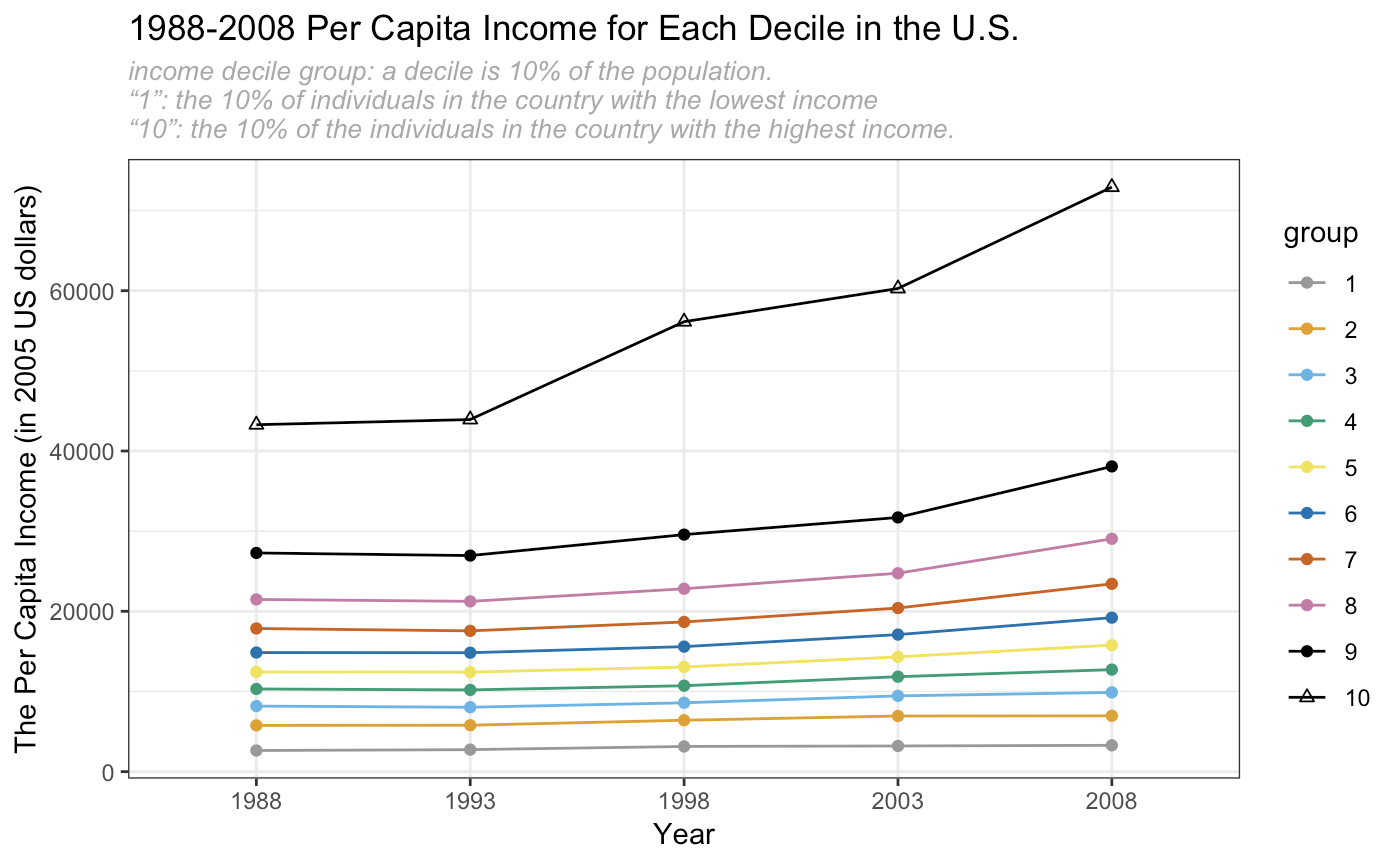 1988-2008 Per Capita Income for Each Decile in the U.S.
income decile group: a decile is 10% of the population.
“1”: the 10% of individuals in the country with the lowest income
“10”: the 10% of the individuals in the country with the highest income.
The Per Capita Income (in 2005 US dollars)
60000
40000
20000
0
1988 1993 1998 2003 2008
Year
group
1
2
3
4
5
6
7
8
9
10